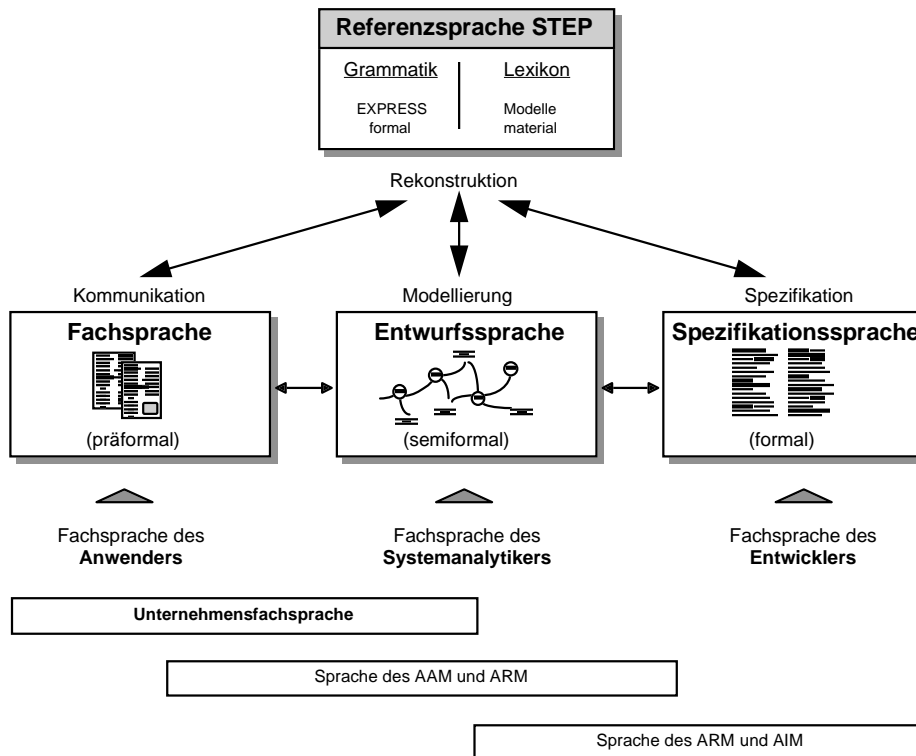 Referenzsprache STEP
Grammatik
Lexikon
EXPRESS
formal
Modelle
material
Rekonstruktion
Kommunikation
Modellierung
Spezifikation
Fachsprache
(präformal)
Entwurfssprache
(semiformal)
Spezifikationssprache
(formal)
Fachsprache des
Anwenders
Fachsprache des
Systemanalytikers
Fachsprache des
Entwicklers
Unternehmensfachsprache
Sprache des AAM und ARM
Sprache des ARM und AIM